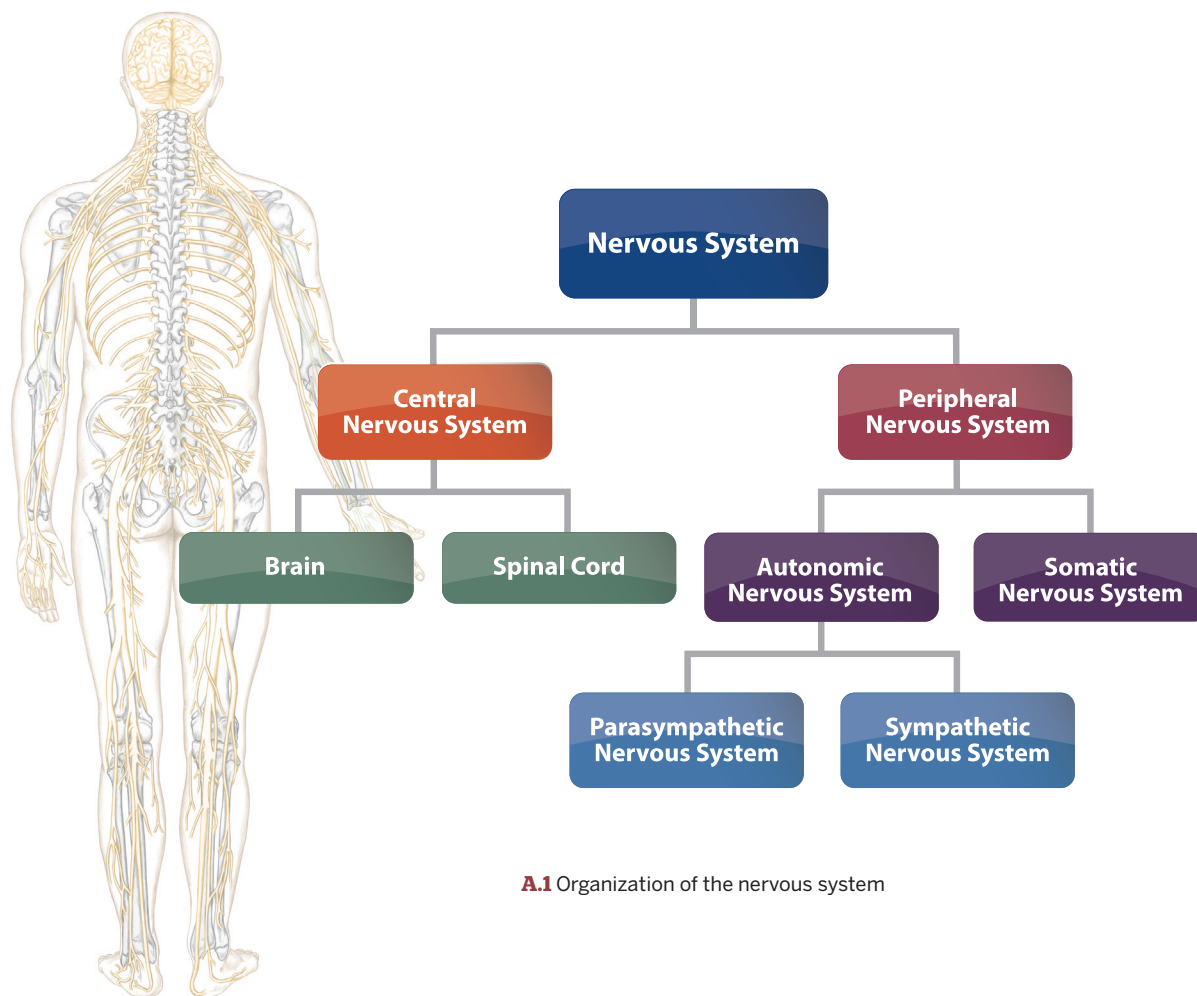 Nervous System
Central
Nervous System
Peripheral
Nervous System
Brain
Spinal Cord
Autonomic
Nervous System
Somatic
Nervous System
Parasympathetic
Nervous System
Sympathetic
Nervous System
A.1 Organization of the nervous system